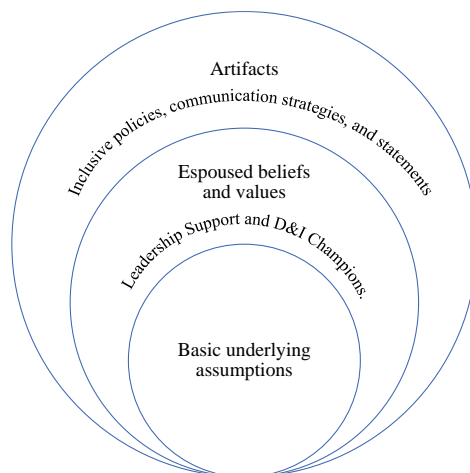 Artifacts
Inclusive policies, communication strategies, and statements
Espoused beliefs
and values
Leadership Support and D&I Champions.
Basic underlying
assumptions